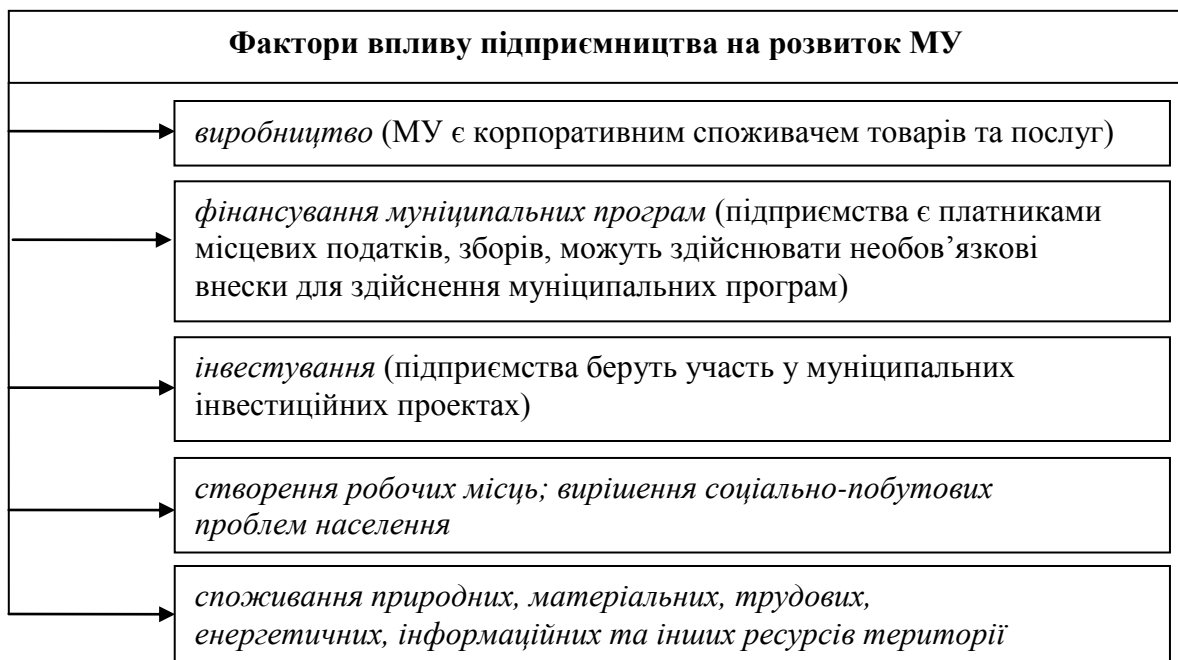 Фактори впливу підприємництва на розвиток МУ
виробництво (МУ є корпоративним споживачем товарів та послуг)
фінансування муніципальних програм (підприємства є платниками
місцевих податків, зборів, можуть здійснювати необов’язкові
внески для здійснення муніципальних програм)
інвестування (підприємства беруть участь у муніципальних
інвестиційних проектах)
створення робочих місць; вирішення соціально-побутових
проблем населення
споживання природних, матеріальних, трудових,
енергетичних, інформаційних та інших ресурсів території